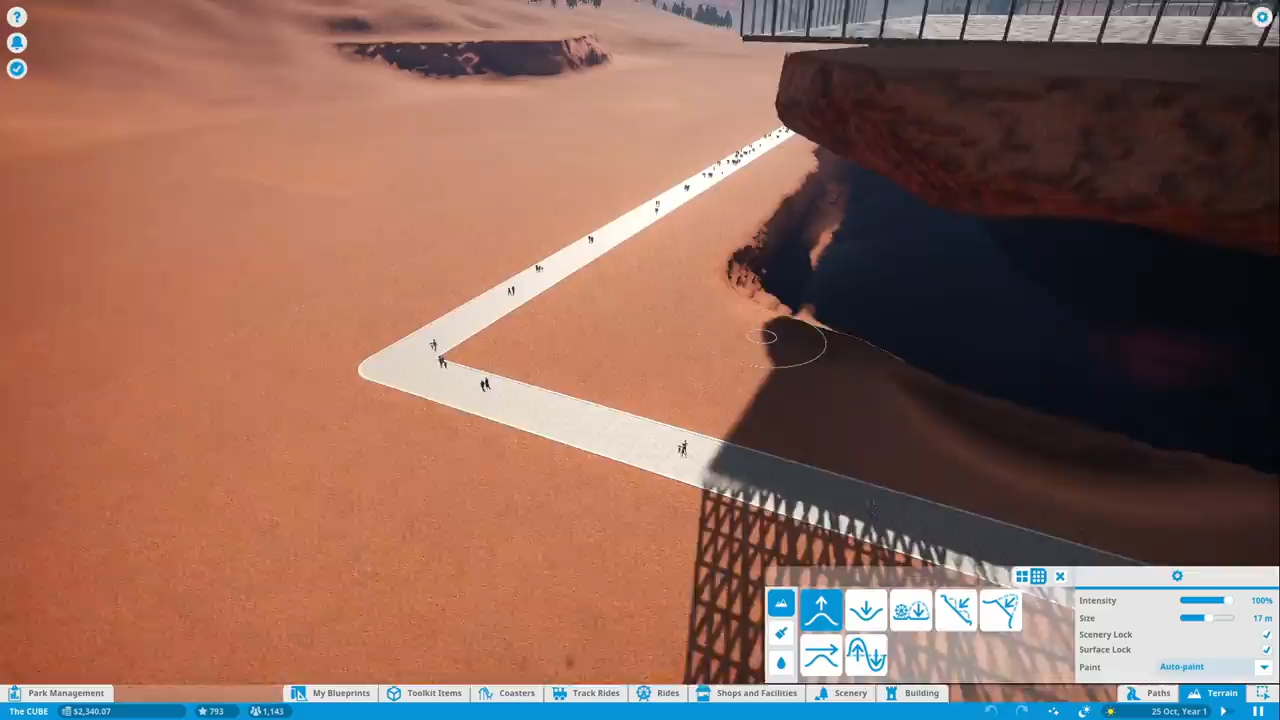 Intensity 100%
Size 17 m
Scenery Lock
Surface Lock
Paint Auto-paint
Park Management My Blueprints Toolkit Items Coasters Track Rides Rides Shops and Facilities Scenery Building Paths Terrain
The CUBE $2,340.07 793 1,143 25 Oct, Year 1